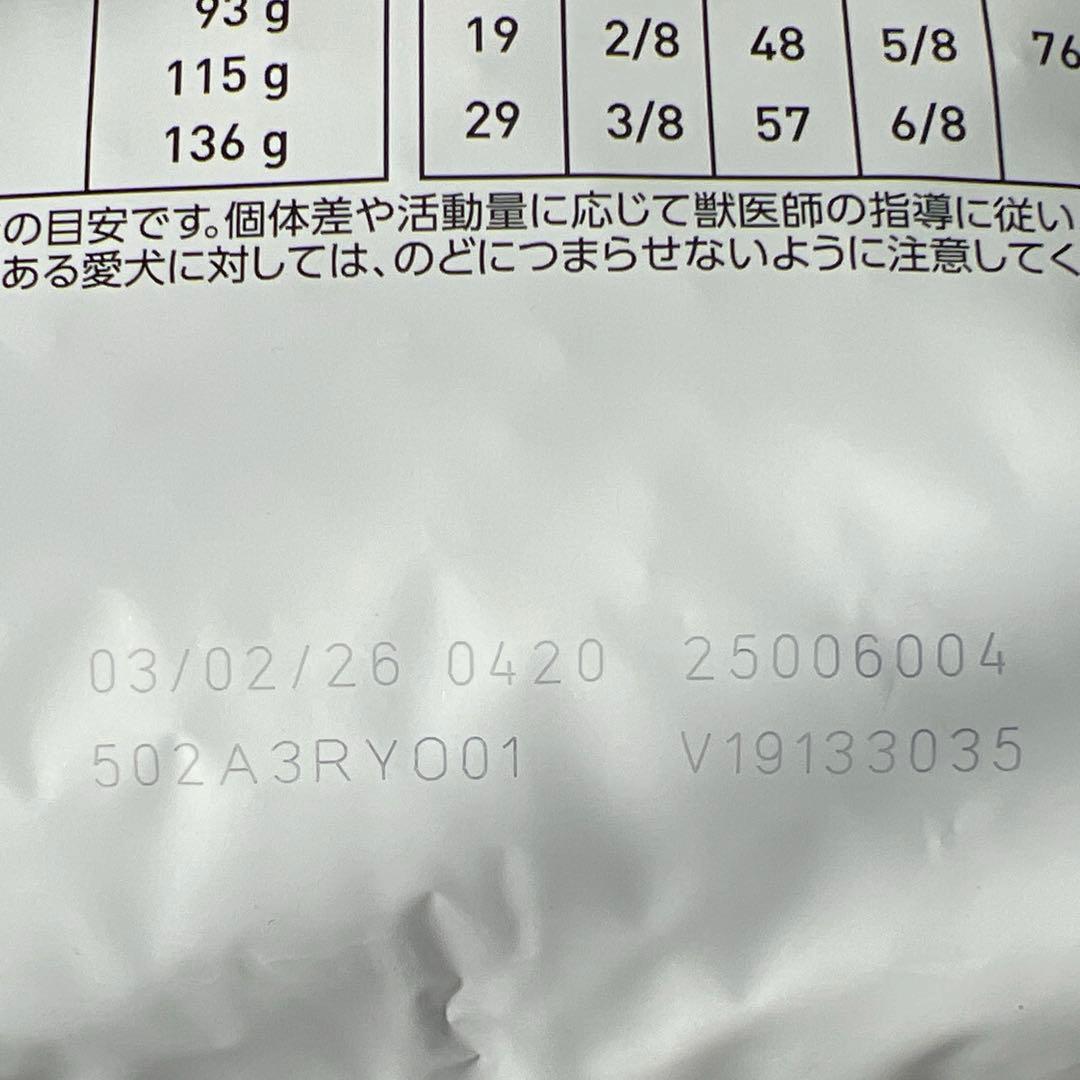 93 g
115 g
136 g
19 2/8 48 5/8 76
29 3/8 57 6/8
の目安です。個体差や活動量に応じて獣医師の指導に従い
ある愛犬に対しては、のどにつまらせないように注意してく
03/02/26 0420 25006004
502A3RYO01 V19133035